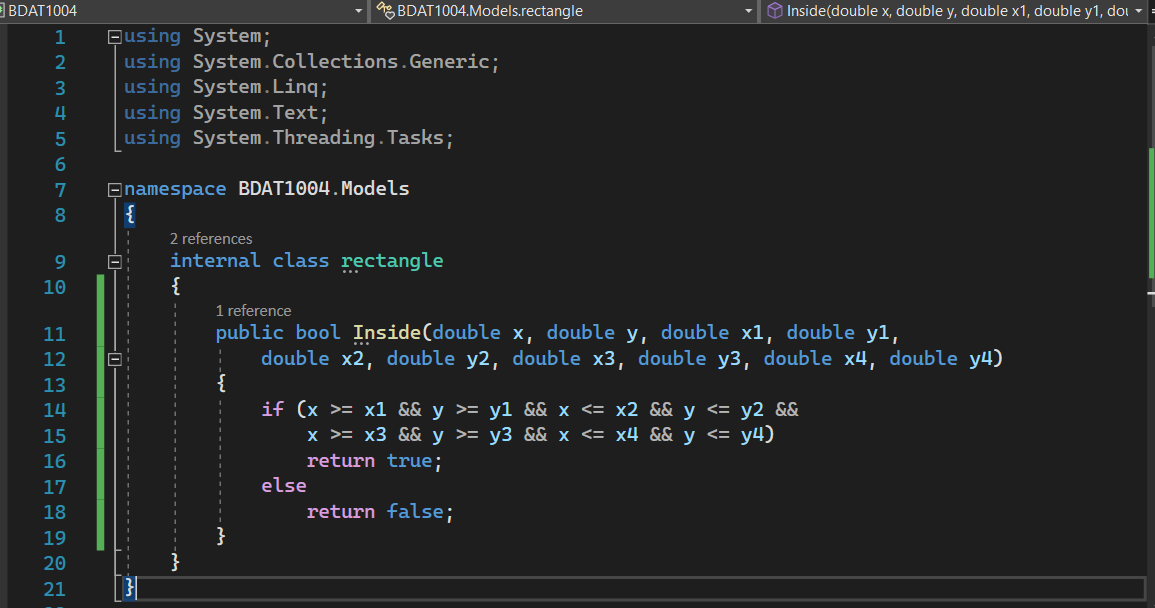 BDAT1004 BDAT1004.Models.rectangle Inside(double x, double y, double x1, double y1, dou
1 using System;
2 using System.Collections.Generic;
3 using System.Linq;
4 using System.Text;
5 using System.Threading.Tasks;
6
7 namespace BDAT1004.Models
8 {
2 references
9 internal class rectangle
10 {
1 reference
11 public bool Inside(double x, double y, double x1, double y1,
12 double x2, double y2, double x3, double y3, double x4, double y4)
13 {
14 if (x >= x1 && y >= y1 && x <= x2 && y <= y2 &&
15 x >= x3 && y >= y3 && x <= x4 && y <= y4)
16 return true;
17 else
18 return false;
19 }
20 }
21 }